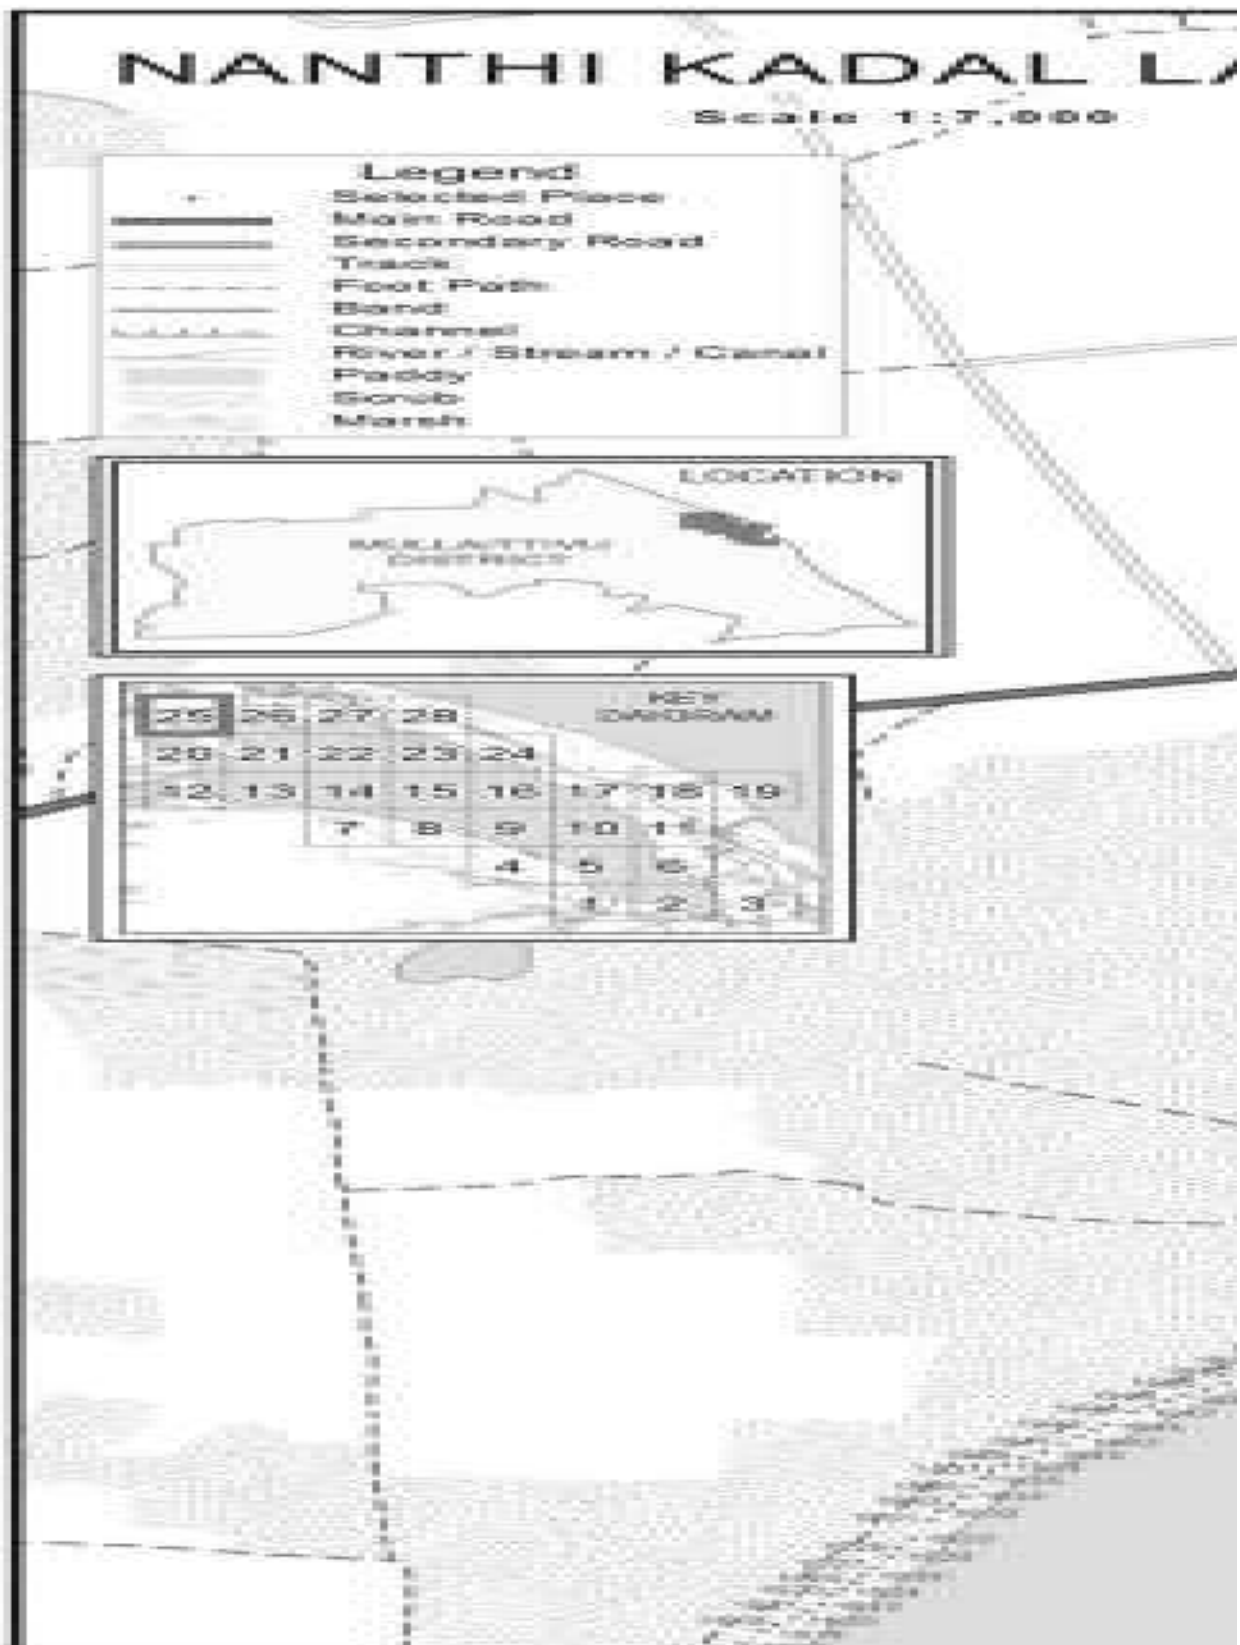 NANTHI KADAL LA
Scale 1:7,000
Legend
Selected Place
Main Road
Secondary Road
Track
Foot Path
Bund
Channel
River / Stream / Canal
Paddy
Scrub
Marsh
LOCATION
MULLAITIVU
DISTRICT
KEY
DAIGRAM
25 26 27 28
20 21 22 23 24
12 13 14 15 16 17 18 19
7 8 9 10 11
4 5 6
1 2 3